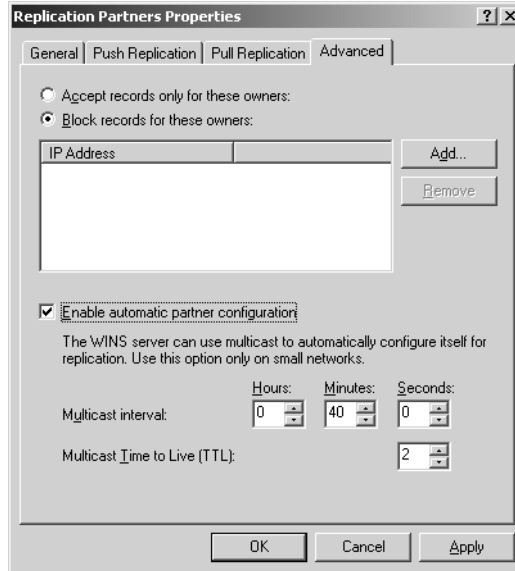 Replication Partners Properties
General Push Replication Pull Replication Advanced
Accept records only for these owners:
Block records for these owners:
IP Address
Add...
Remove
Enable automatic partner configuration
The WINS server can use multicast to automatically configure itself for
replication. Use this option only on small networks.
Hours: Minutes: Seconds:
Multicast interval: 0 40 0
Multicast Time to Live (TTL): 2
OK Cancel Apply